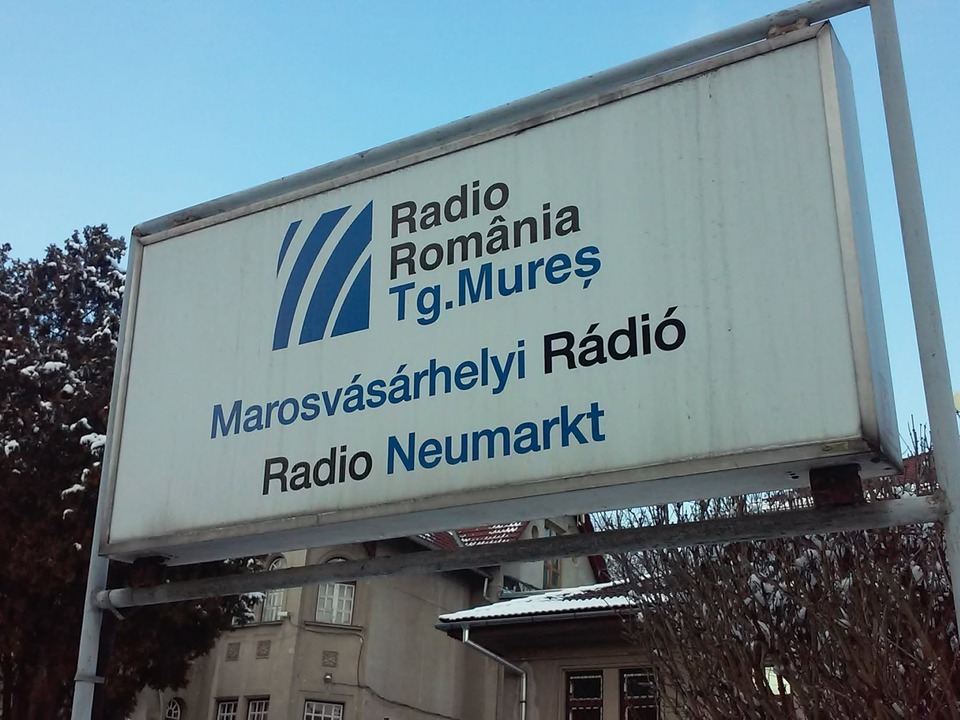 Radio
România
Tg.Mureș
Marosvásárhelyi Rádió
Radio Neumarkt